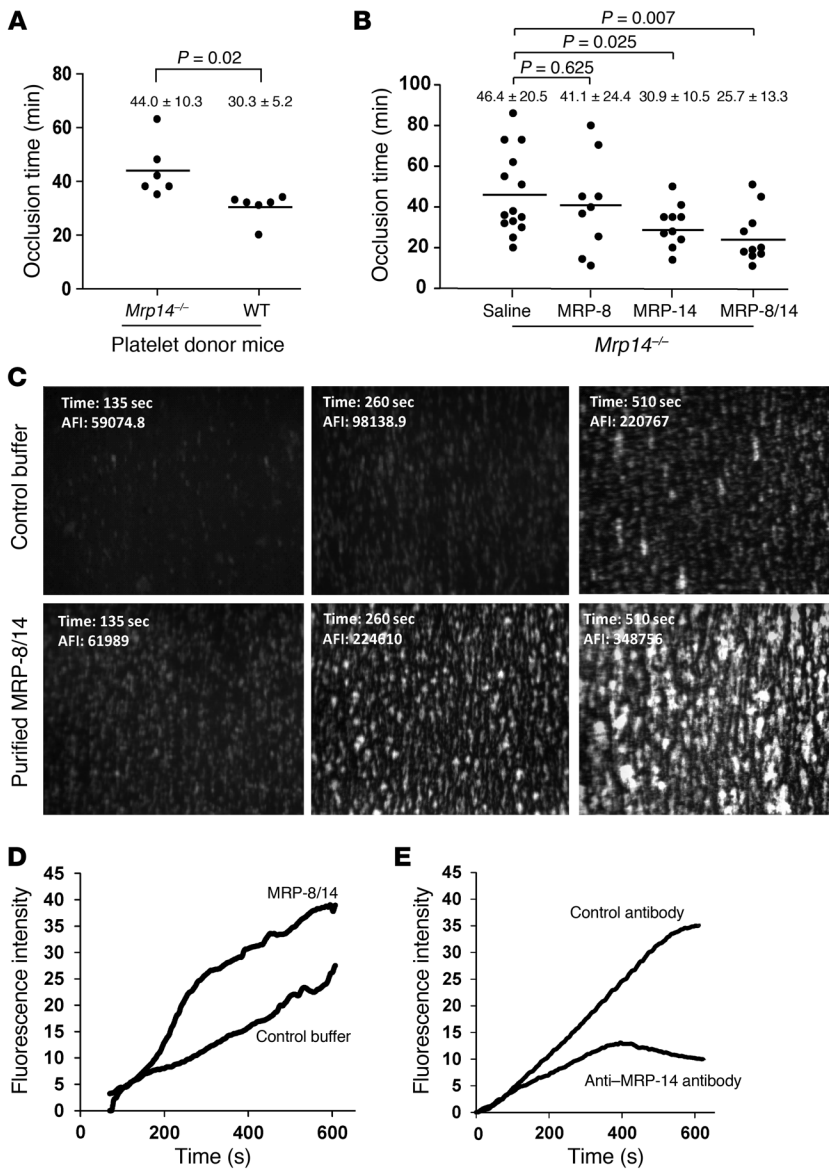 A
P = 0.02
44.0 ± 10.3
30.3 ± 5.2
Occlusion time (min)
80
60
40
20
0
Mrp14–/–
WT
Platelet donor mice
B
P = 0.007
P = 0.025
P = 0.625
46.4 ± 20.5
41.1 ± 24.4
30.9 ± 10.5
25.7 ± 13.3
Occlusion time (min)
100
80
60
40
20
0
Saline
MRP-8
MRP-14
MRP-8/14
Mrp14–/–
C
Control buffer
Time: 135 sec
AFI: 59074.8
Time: 260 sec
AFI: 98138.9
Time: 510 sec
AFI: 220767
Purified MRP-8/14
Time: 135 sec
AFI: 61989
Time: 260 sec
AFI: 224610
Time: 510 sec
AFI: 348756
D
Fluorescence intensity
45
40
35
30
25
20
15
10
5
0
MRP-8/14
Control buffer
0
200
400
600
Time (s)
E
Fluorescence intensity
45
40
35
30
25
20
15
10
5
0
Control antibody
Anti–MRP-14 antibody
0
200
400
600
Time (s)